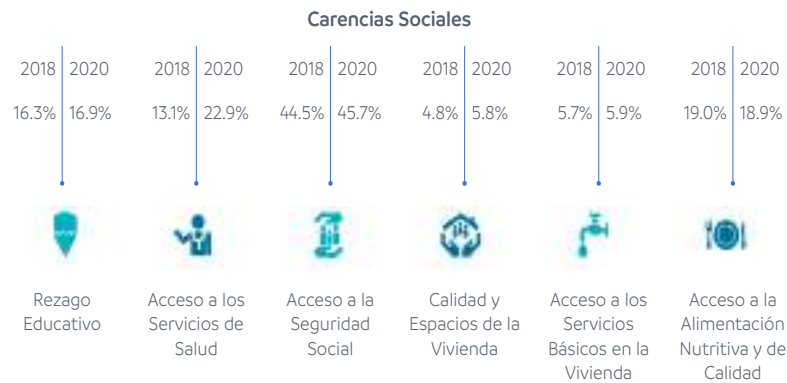 Carencias Sociales
2018 2020
16.3% 16.9%
Rezago
Educativo
2018 2020
13.1% 22.9%
Acceso a los
Servicios de
Salud
2018 2020
44.5% 45.7%
Acceso a la
Seguridad
Social
2018 2020
4.8% 5.8%
Calidad y
Espacios de la
Vivienda
2018 2020
5.7% 5.9%
Acceso a los
Servicios
Básicos en la
Vivienda
2018 2020
19.0% 18.9%
Acceso a la
Alimentación
Nutritiva y de
Calidad